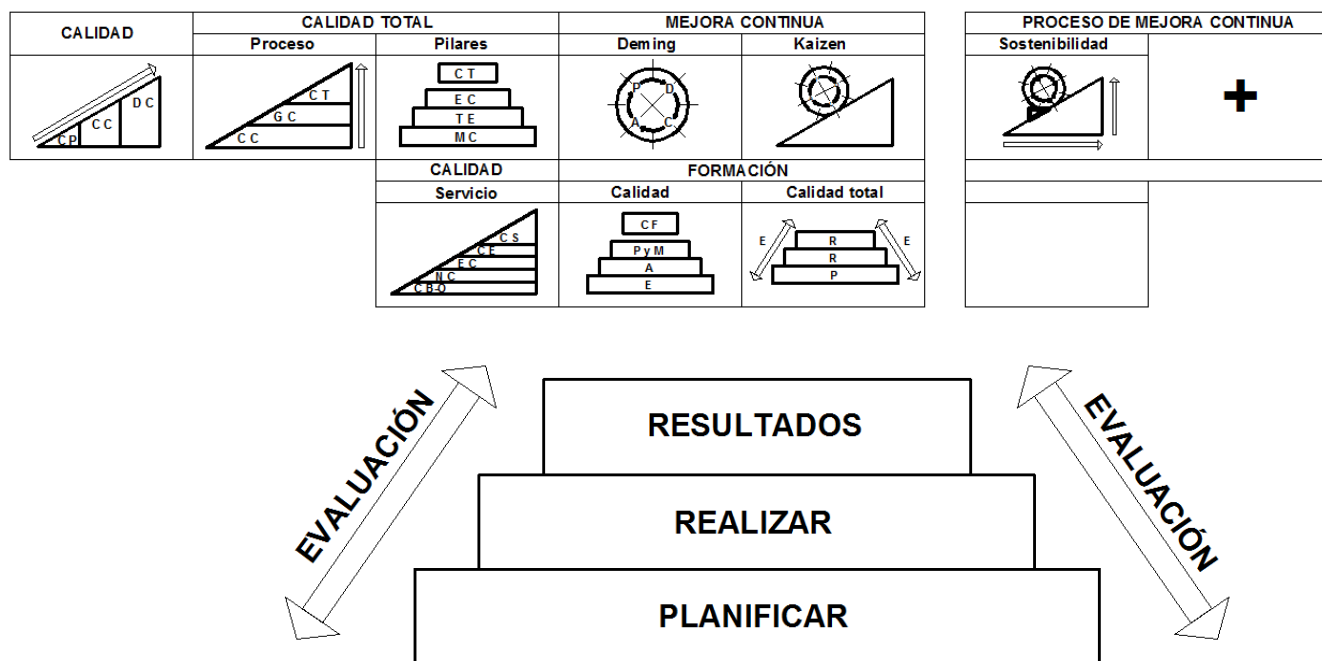 CALIDAD
CALIDAD TOTAL
MEJORA CONTINUA
PROCESO DE MEJORA CONTINUA
Proceso
Pilares
Deming
Kaizen
Sostenibilidad
C P
C C
D C
C T
G C
C C
C T
E C
T E
M C
P
D
A
C
+
CALIDAD
FORMACIÓN
Servicio
Calidad
Calidad total
C S
C E
E C
N C
C B-O
C F
P y M
A
E
E
R
R
P
E
EVALUACIÓN
RESULTADOS
REALIZAR
PLANIFICAR
EVALUACIÓN